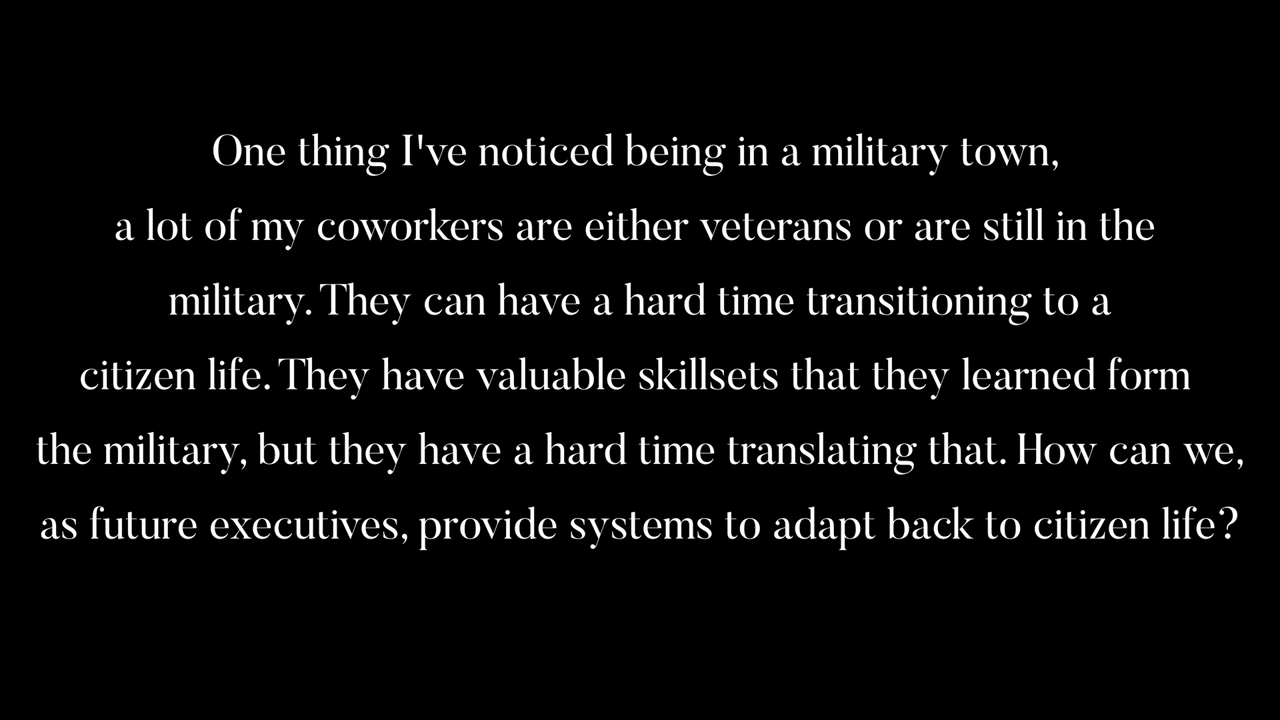 One thing I've noticed being in a military town,
a lot of my coworkers are either veterans or are still in the
military. They can have a hard time transitioning to a
citizen life. They have valuable skillsets that they learned form
the military, but they have a hard time translating that. How can we,
as future executives, provide systems to adapt back to citizen life?